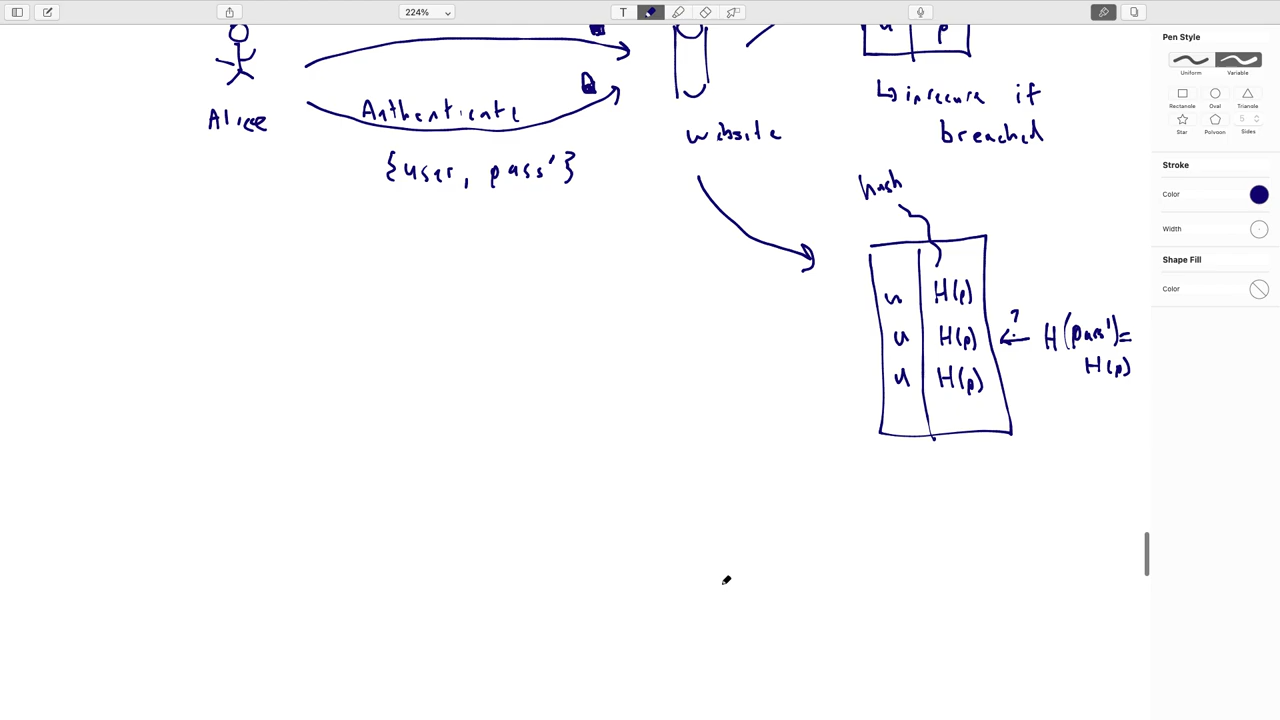 224%
T
Pen Style
Uniform
Variable
Rectangle
Oval
Triangle
Star
Polygon
5
Sides
Stroke
Color
Width
Shape Fill
Color
u p
Alice
Authenticate
{user, pass'}
website
↳ insecure if
breached
hash
u H(p)
u H(p)
u H(p)
?
← H(pass')=
H(p)